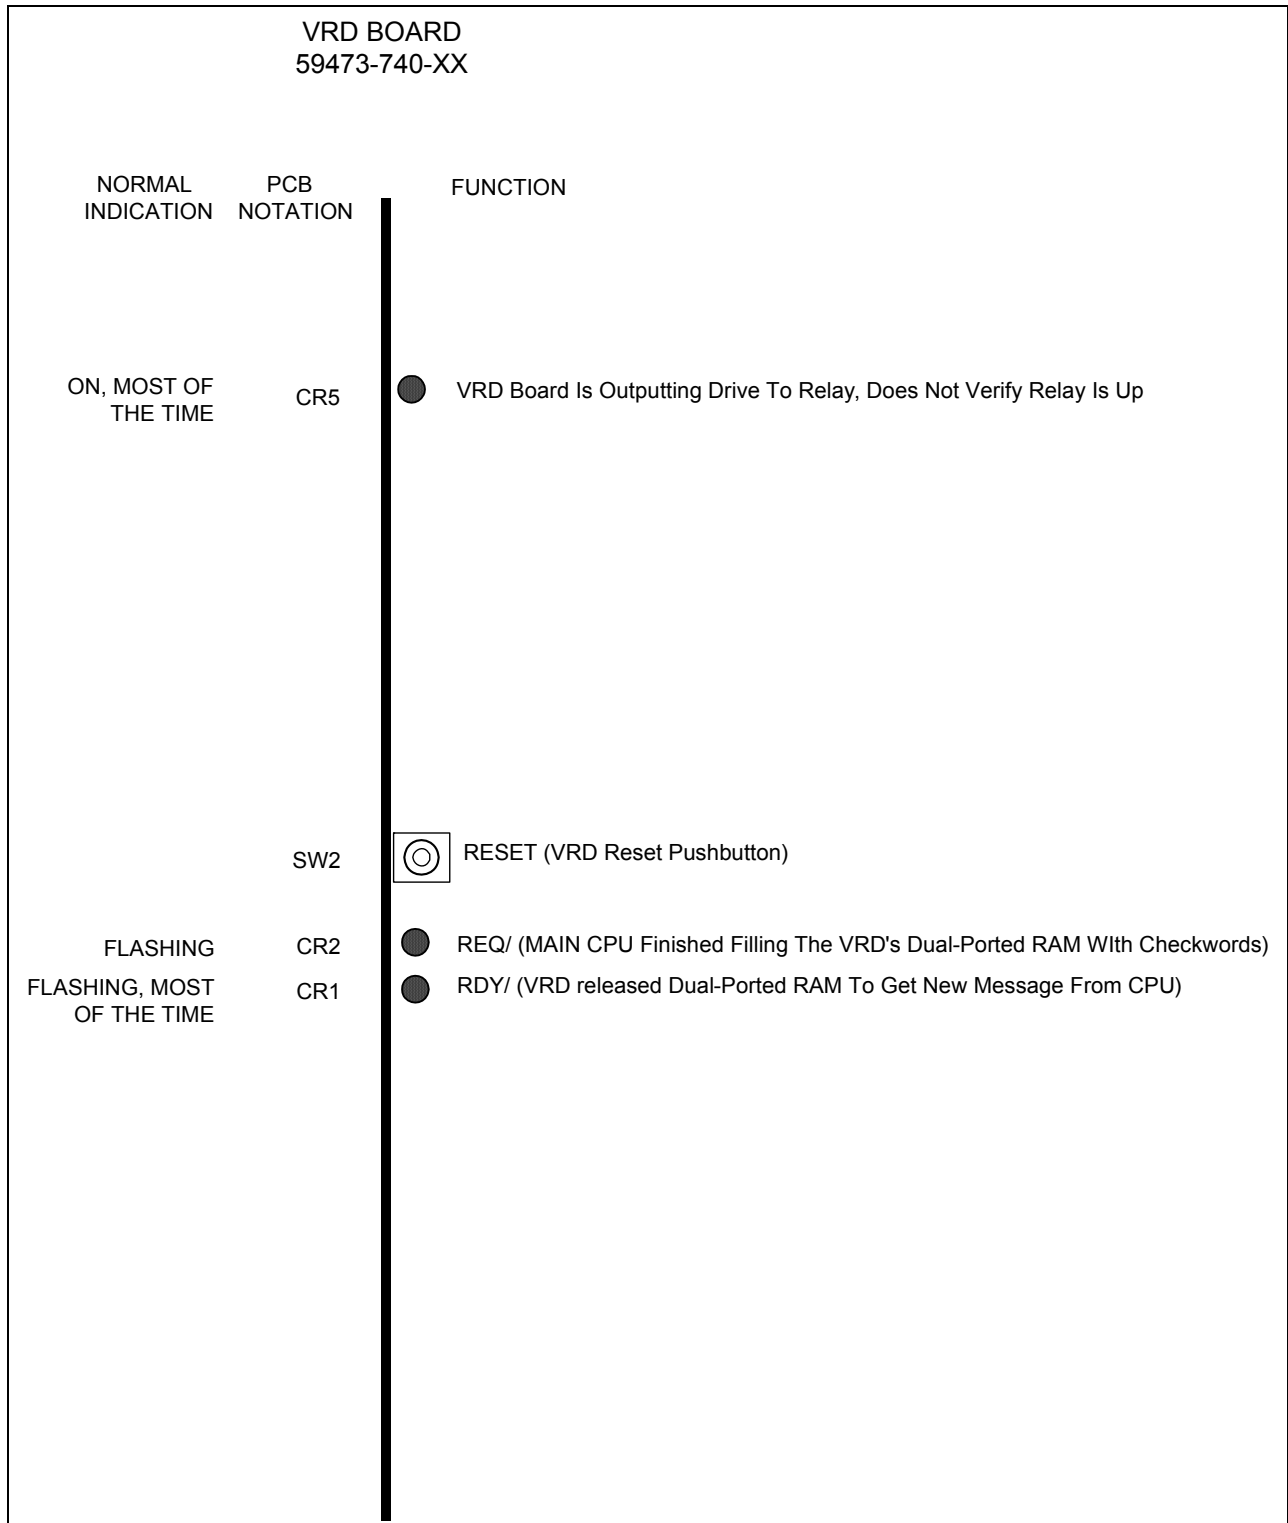 VRD BOARD
59473-740-XX
NORMAL
INDICATION
PCB
NOTATION
FUNCTION
ON, MOST OF
THE TIME
CR5
VRD Board Is Outputting Drive To Relay, Does Not Verify Relay Is Up
SW2
RESET (VRD Reset Pushbutton)
FLASHING
CR2
REQ/ (MAIN CPU Finished Filling The VRD's Dual-Ported RAM WIth Checkwords)
FLASHING, MOST
OF THE TIME
CR1
RDY/ (VRD released Dual-Ported RAM To Get New Message From CPU)